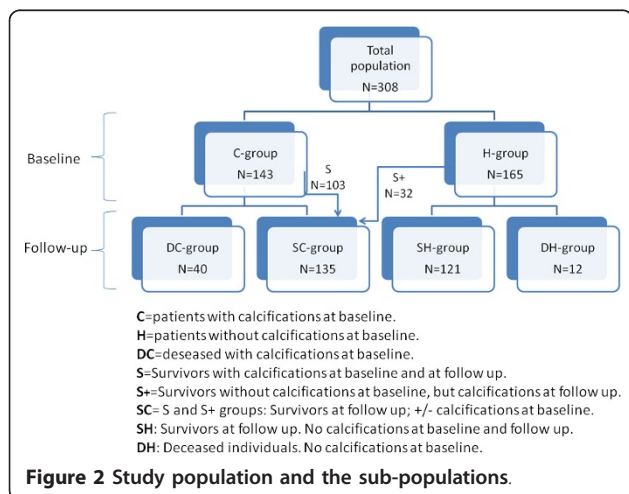 Total
population
N=308
Baseline
C-group
N=143
S
N=103
S+
N=32
H-group
N=165
Follow-up
DC-group
N=40
SC-group
N=135
SH-group
N=121
DH-group
N=12
C=patients with calcifications at baseline.
H=patients without calcifications at baseline.
DC=deseased with calcifications at baseline.
S=Survivors with calcifications at baseline and at follow up.
S+=Survivors without calcifications at baseline, but calcifications at follow up.
SC= S and S+ groups: Survivors at follow up; +/- calcifications at baseline.
SH: Survivors at follow up. No calcifications at baseline and follow up.
DH: Deceased individuals. No calcifications at baseline.
Figure 2 Study population and the sub-populations.